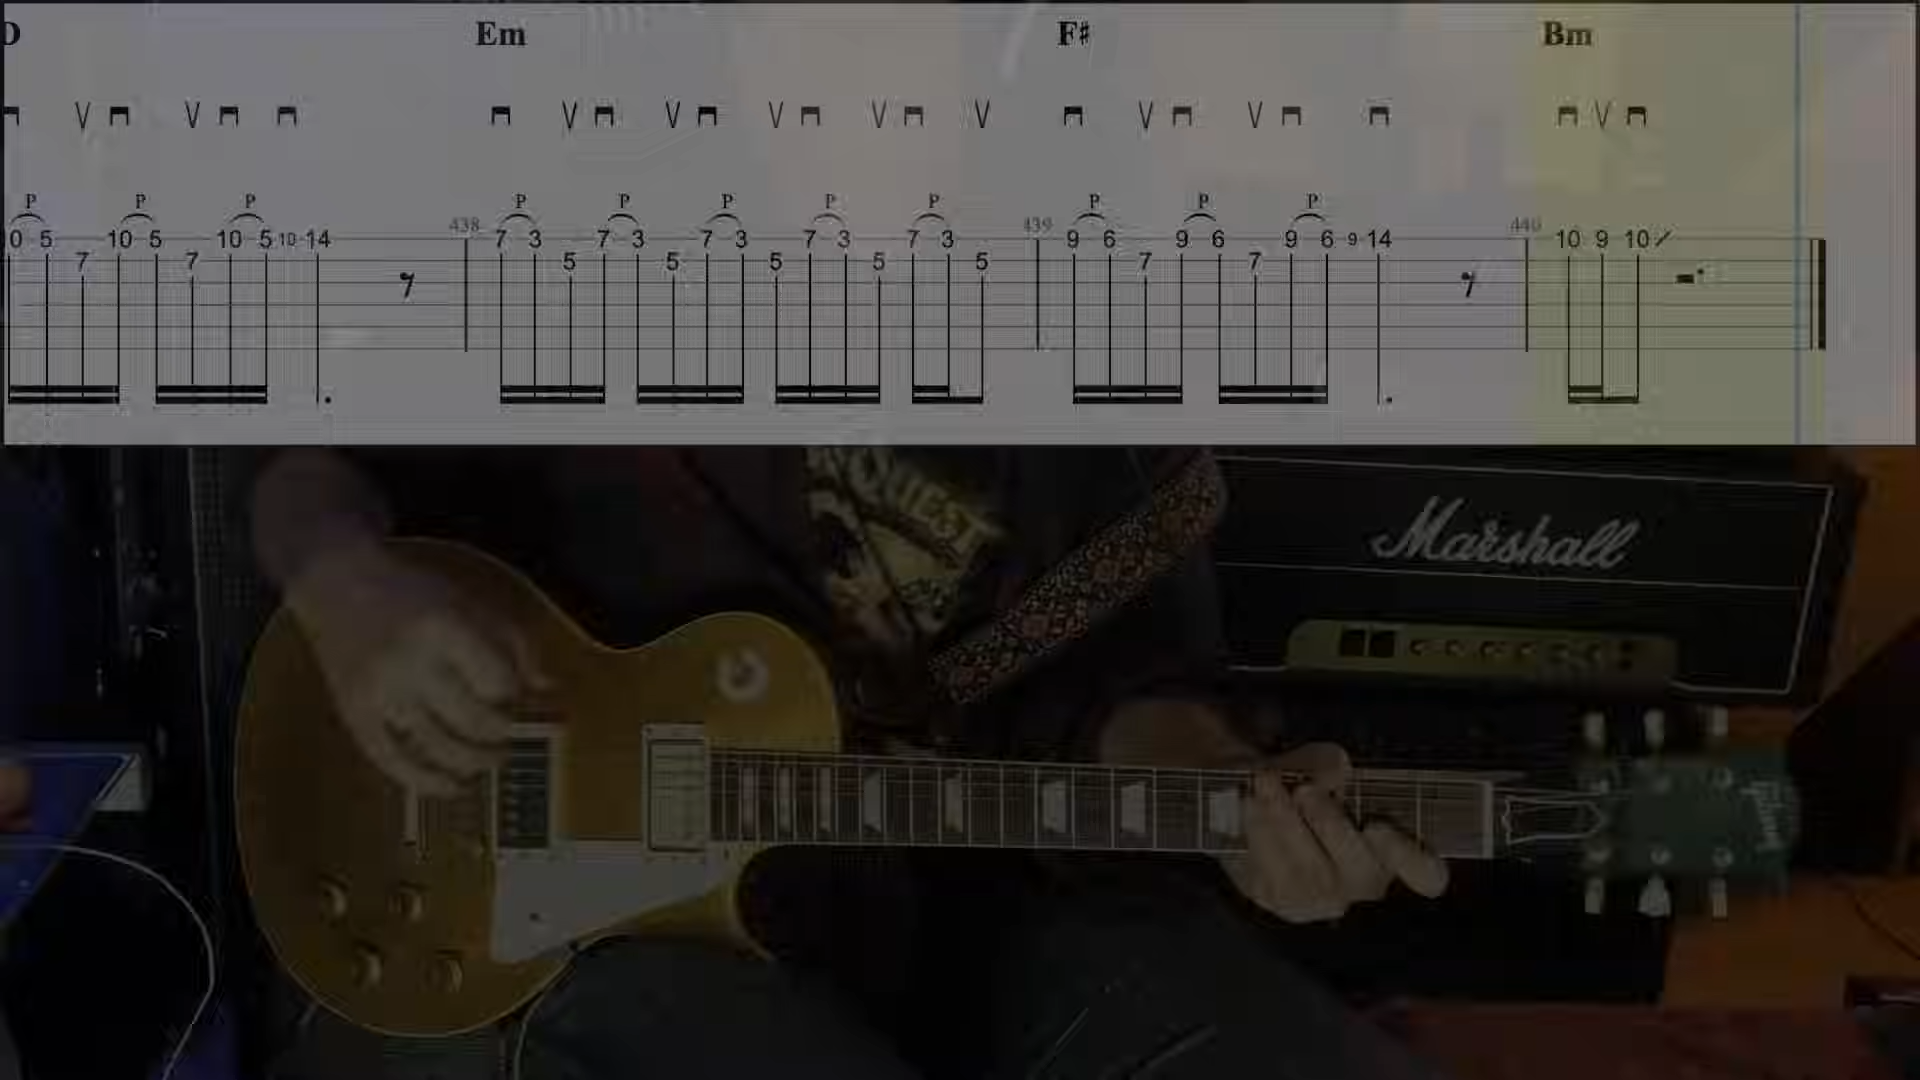 D Em F♯ Bm
V V V V V V V V V V
P P P P P P P P P P P
438 439 440
0 5 10 5 10 5 10 14 7 3 7 3 7 3 7 3 7 3 9 6 9 6 9 6 9 14 10 9 10
7 7 5 5 5 5 5 7 7
QUEST
Marshall